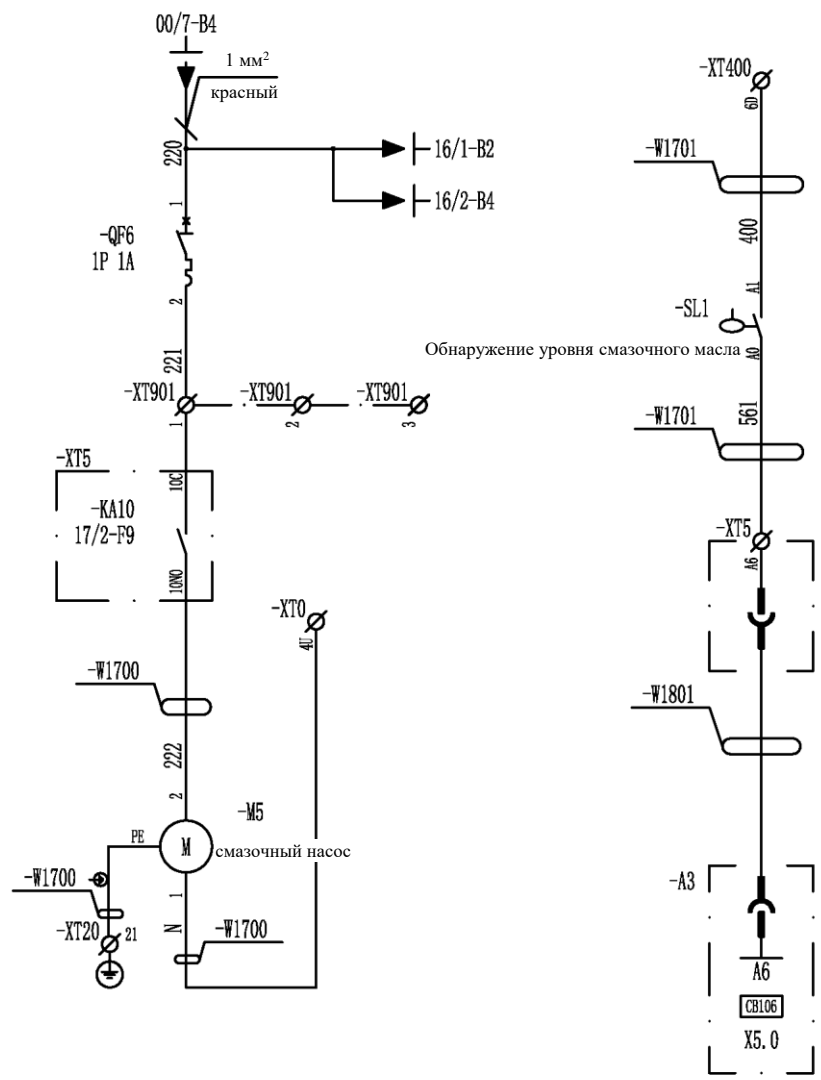 00/7-B4
1 мм²
красный
220
16/1-B2
16/2-B4
1
-QF6
1P 1A
2
221
-XT901
-XT901
-XT901
1
2
3
-XT5
10C
-KA10
17/2-F9
10NO
-XT0
4U
-W1700
222
2
-M5
PE
M
смазочный насос
-W1700
1
-XT20
21
N
-W1700
-XT400
6D
-W1701
400
A1
-SL1
Обнаружение уровня смазочного масла
A0
561
-W1701
-XT5
A6
-W1801
-A3
A6
CB106
X5.0